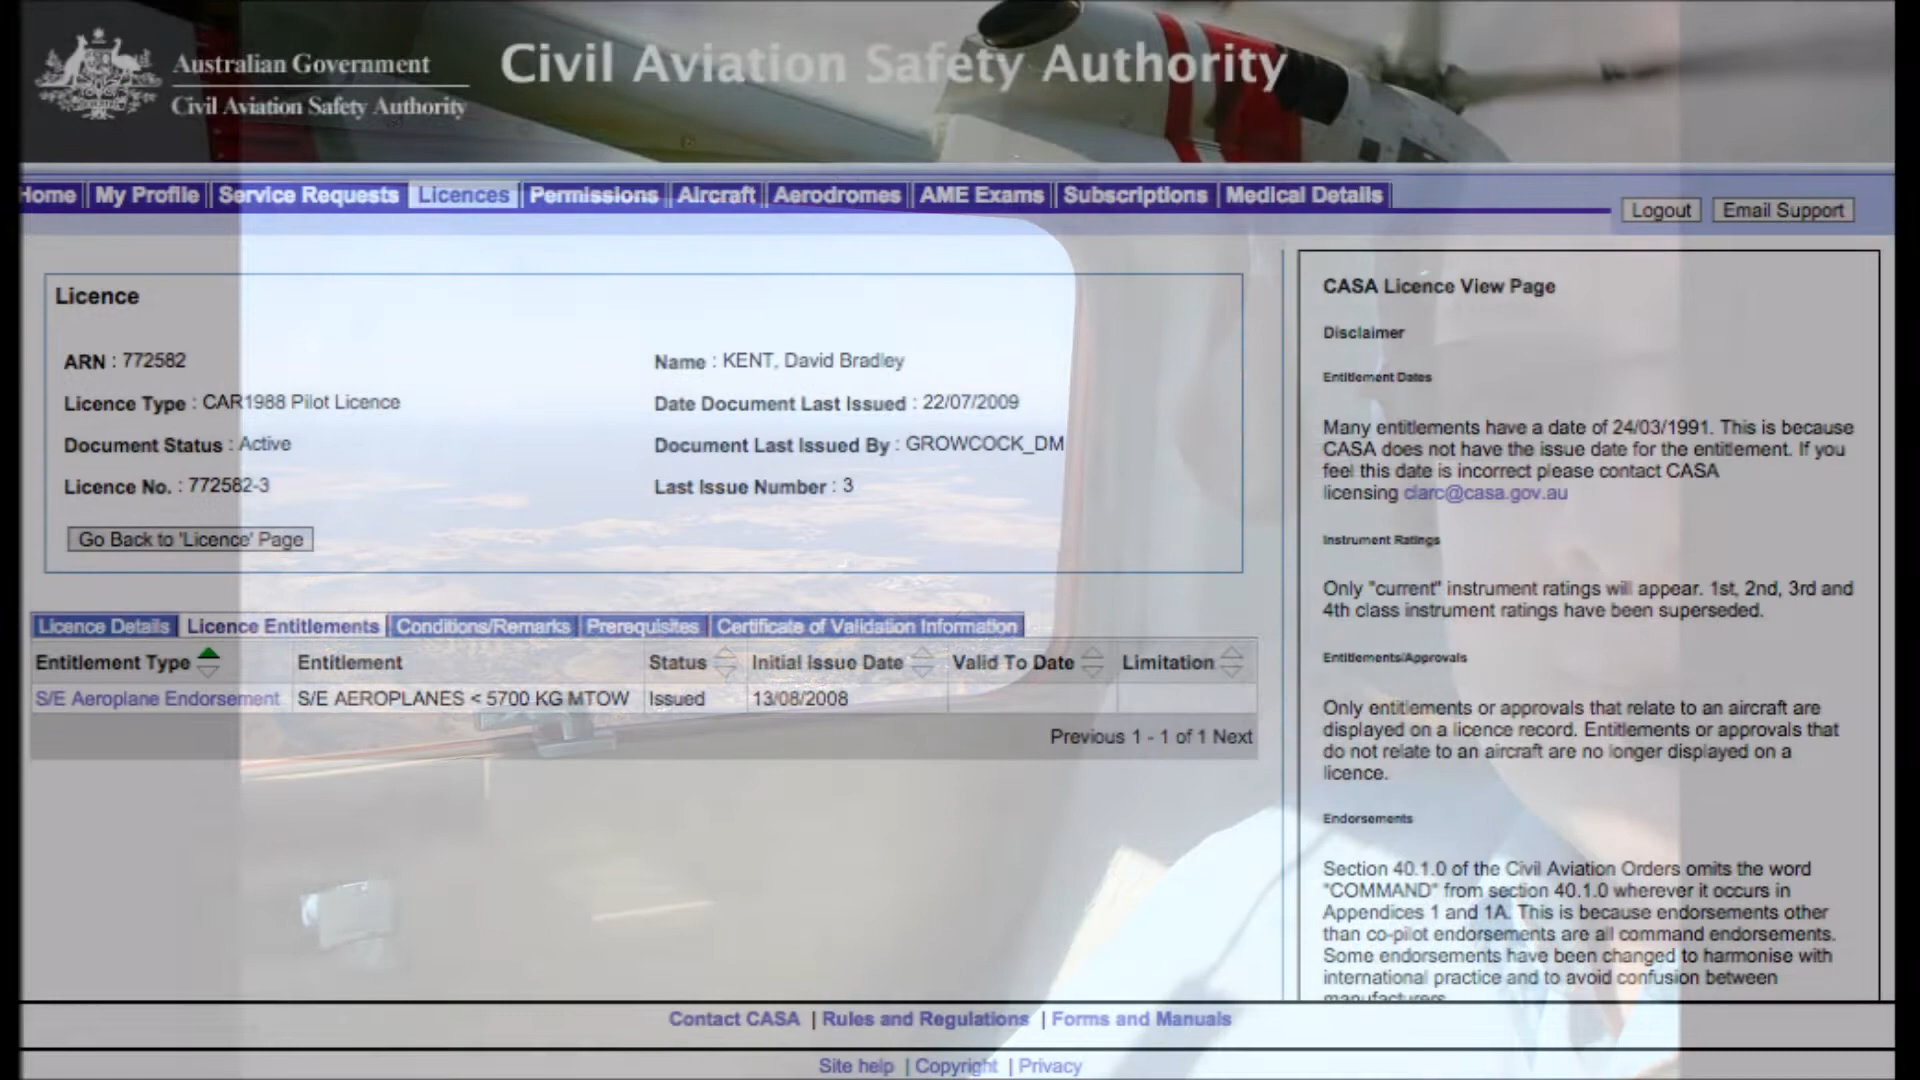 Australian Government
Civil Aviation Safety Authority
Civil Aviation Safety Authority
Home My Profile Service Requests Licences Permissions Aircraft Aerodromes AME Exams Subscriptions Medical Details
Logout Email Support
Licence
ARN : 772582
Name : KENT, David Bradley
Licence Type : CAR1988 Pilot Licence
Date Document Last Issued : 22/07/2009
Document Status : Active
Document Last Issued By : GROWCOCK_DM
Licence No. : 772582-3
Last Issue Number : 3
Go Back to 'Licence' Page
Licence Details Licence Entitlements Conditions/Remarks Prerequisites Certificate of Validation Information
Entitlement Type Entitlement Status Initial Issue Date Valid To Date Limitation
S/E Aeroplane Endorsement S/E AEROPLANES < 5700 KG MTOW Issued 13/08/2008
Previous 1 - 1 of 1 Next
CASA Licence View Page
Disclaimer
Entitlement Dates
Many entitlements have a date of 24/03/1991. This is because
CASA does not have the issue date for the entitlement. If you
feel this date is incorrect please contact CASA
licensing clarc@casa.gov.au
Instrument Ratings
Only "current" instrument ratings will appear. 1st, 2nd, 3rd and
4th class instrument ratings have been superseded.
Entitlements/Approvals
Only entitlements or approvals that relate to an aircraft are
displayed on a licence record. Entitlements or approvals that
do not relate to an aircraft are no longer displayed on a
licence.
Endorsements
Section 40.1.0 of the Civil Aviation Orders omits the word
"COMMAND" from section 40.1.0 wherever it occurs in
Appendices 1 and 1A. This is because endorsements other
than co-pilot endorsements are all command endorsements.
Some endorsements have been changed to harmonise with
international practice and to avoid confusion between
manufacturers
Contact CASA | Rules and Regulations | Forms and Manuals
Site help | Copyright | Privacy